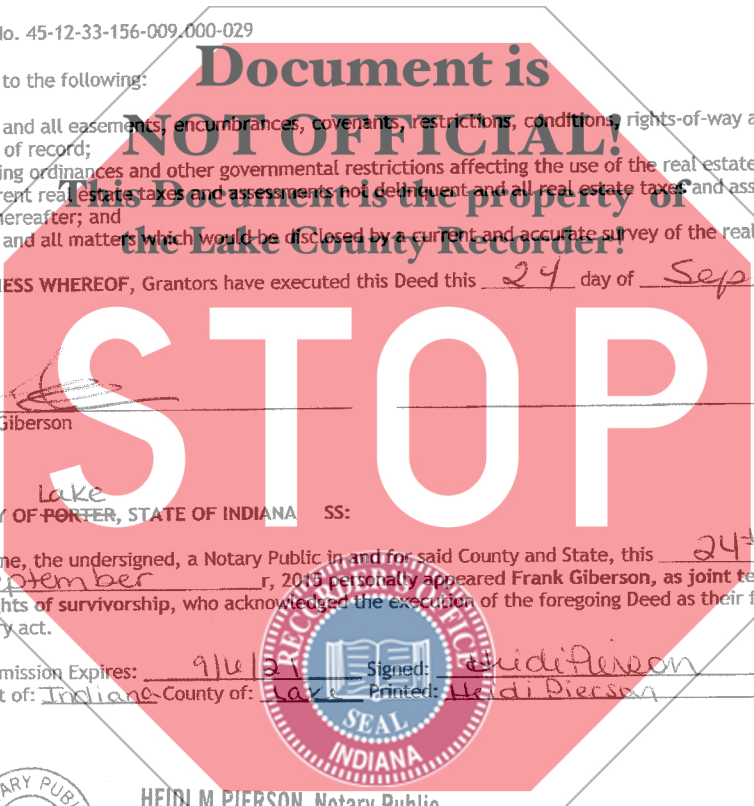 No. 45-12-33-156-009.000-029
Document is
to the following:
and all easements, encumbrances, covenants, restrictions, conditions, rights-of-way a
NOT OFFICIAL!
of record;
ing ordinances and other governmental restrictions affecting the use of the real estate
rent real estate taxes and assessments not delinquent and all real estate taxes and ass
This Document is the property of
hereafter; and
and all matters which would be disclosed by a current and accurate survey of the real
the Lake County Recorder!
NESS WHEREOF, Grantors have executed this Deed this 24 day of Sep
STOP
Giberson
Lake
Y OF PORTER, STATE OF INDIANA SS:
me, the undersigned, a Notary Public in and for said County and State, this 24th
eptember r, 2015 personally appeared Frank Giberson, as joint te
ghts of survivorship, who acknowledged the execution of the foregoing Deed as their f
ry act.
RECORDER'S OFFICE
mission Expires: Signed: Heidi Pierson
t of: Indiana County of: Lake Printed: Heidi Pierson
SEAL
INDIANA
ARY PUB
HEIDI M PIERSON, Notary Public